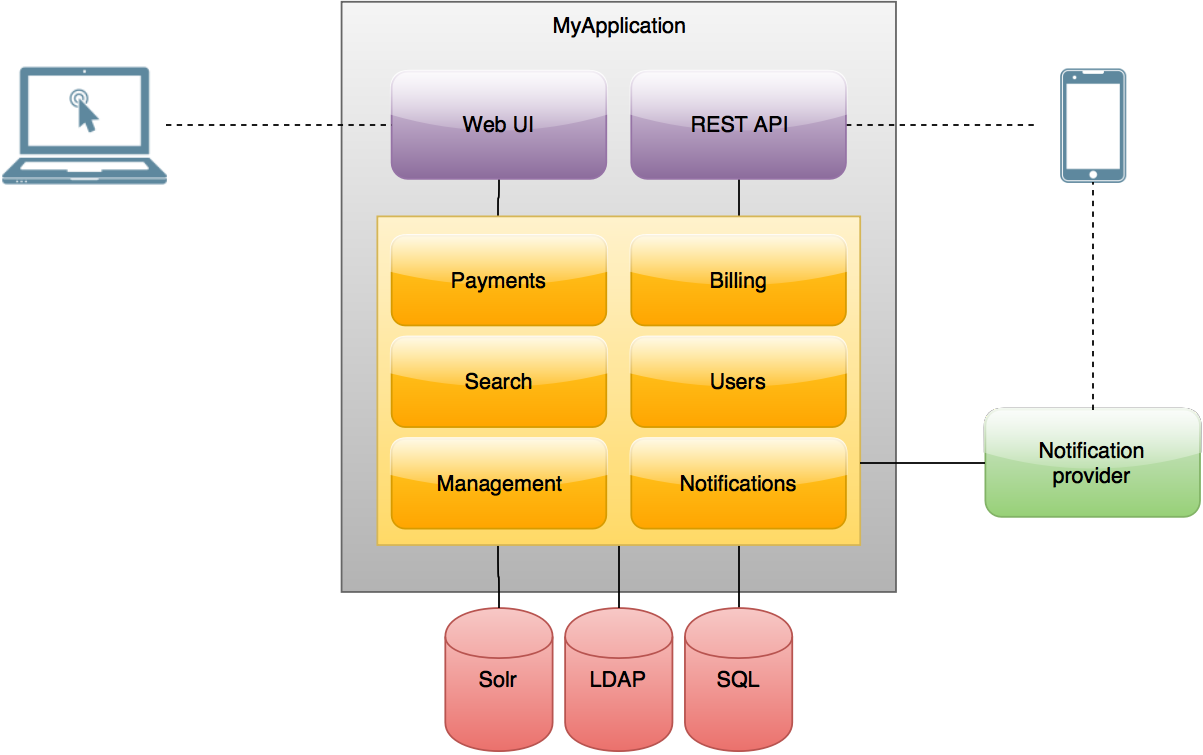 MyApplication
Web UI
REST API
Payments
Billing
Search
Users
Management
Notifications
Notification
provider
Solr
LDAP
SQL